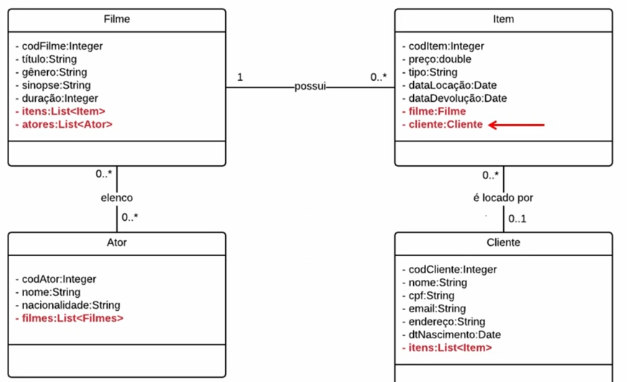 Filme
- codFilme:Integer
- título:String
- gênero:String
- sinopse:String
- duração:Integer
- itens:List<Item>
- atores:List<Ator>
1
possui
0..*
Item
- codItem:Integer
- preço:double
- tipo:String
- dataLocação:Date
- dataDevolução:Date
- filme:Filme
- cliente:Cliente
0..*
elenco
0..*
0..*
é locado por
0..1
Ator
- codAtor:Integer
- nome:String
- nacionalidade:String
- filmes:List<Filmes>
Cliente
- codCliente:Integer
- nome:String
- cpf:String
- email:String
- endereço:String
- dtNascimento:Date
- itens:List<Item>